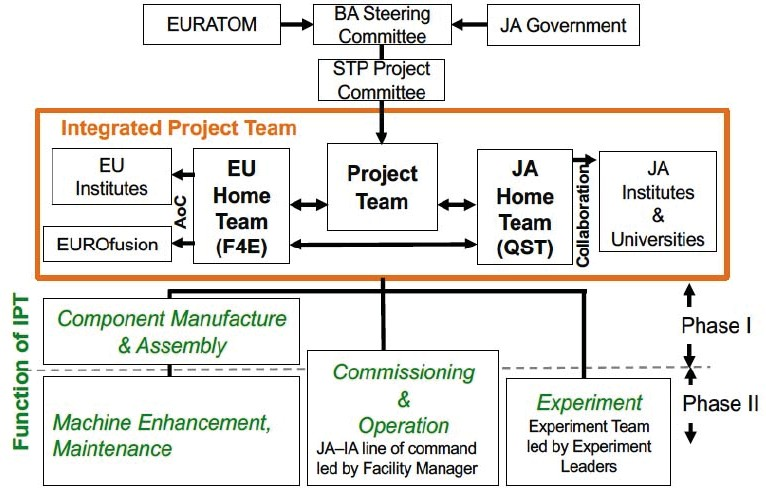 EURATOM
BA Steering
Committee
JA Government
STP Project
Committee
Integrated Project Team
EU
Institutes
AoC
EUROfusion
EU
Home
Team
(F4E)
Project
Team
JA
Home
Team
(QST)
Collaboration
JA
Institutes
&
Universities
Function of IPT
Component Manufacture
& Assembly
Phase I
Machine Enhancement,
Maintenance
Commissioning
&
Operation
JA–IA line of command
led by Facility Manager
Experiment
Experiment Team
led by Experiment
Leaders
Phase II